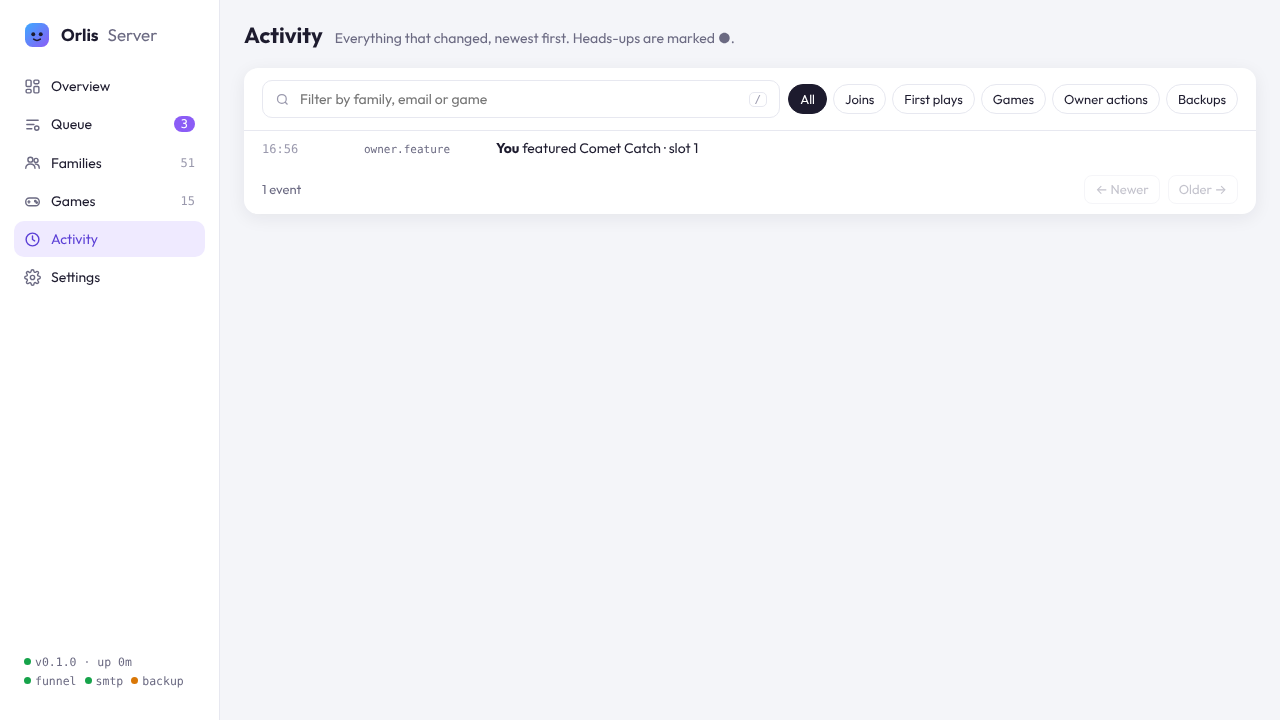 Orlis Server
Overview
Queue 3
Families 51
Games 15
Activity
Settings
v0.1.0 · up 0m
funnel smtp backup
Activity Everything that changed, newest first. Heads-ups are marked ●.
Filter by family, email or game /
All Joins First plays Games Owner actions Backups
16:56 owner.feature You featured Comet Catch · slot 1
1 event ← Newer Older →